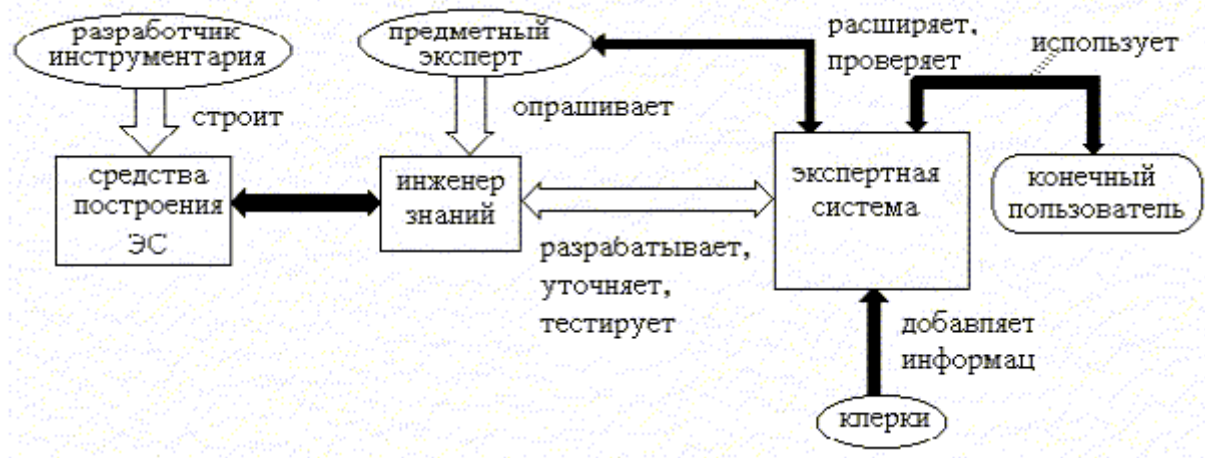 разработчик
инструментария
предметный
эксперт
расширяет,
проверяет
использует
строит
опрашивает
средства
построения
ЭС
инженер
знаний
экспертная
система
конечный
пользователь
разрабатывает,
уточняет,
тестирует
добавляет
информац
клерки